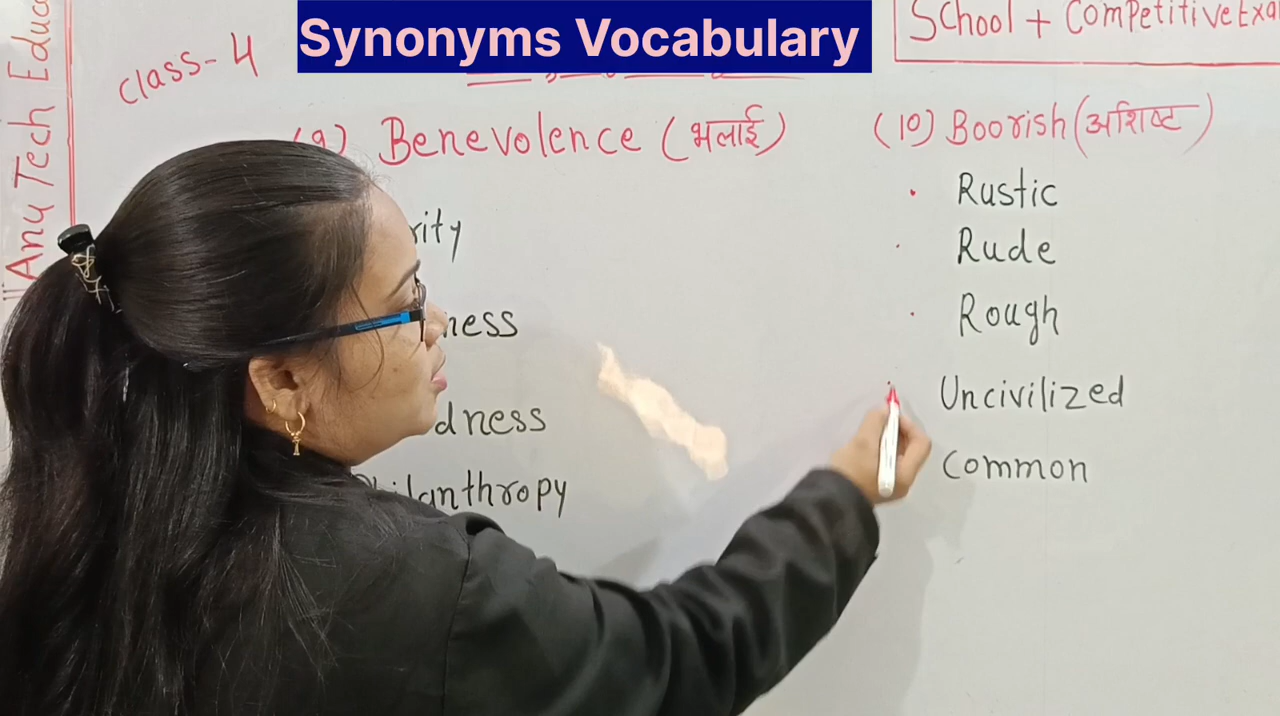 Synonyms Vocabulary
School + Competitive Exa
Class-4
Any Tech Educ
(9) Benevolence (भलाई)
rity
ness
dness
Philanthropy
(10) Boorish (अशिष्ट)
Rustic
Rude
Rough
Uncivilized
Common